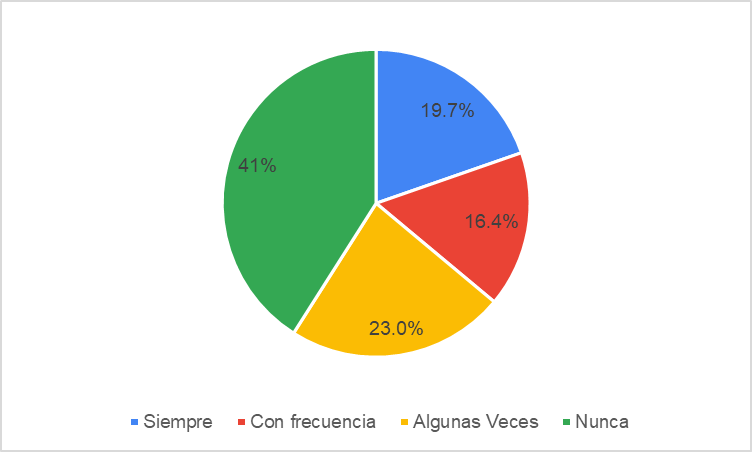 19.7%
41%
16.4%
23.0%
Siempre Con frecuencia Algunas Veces Nunca